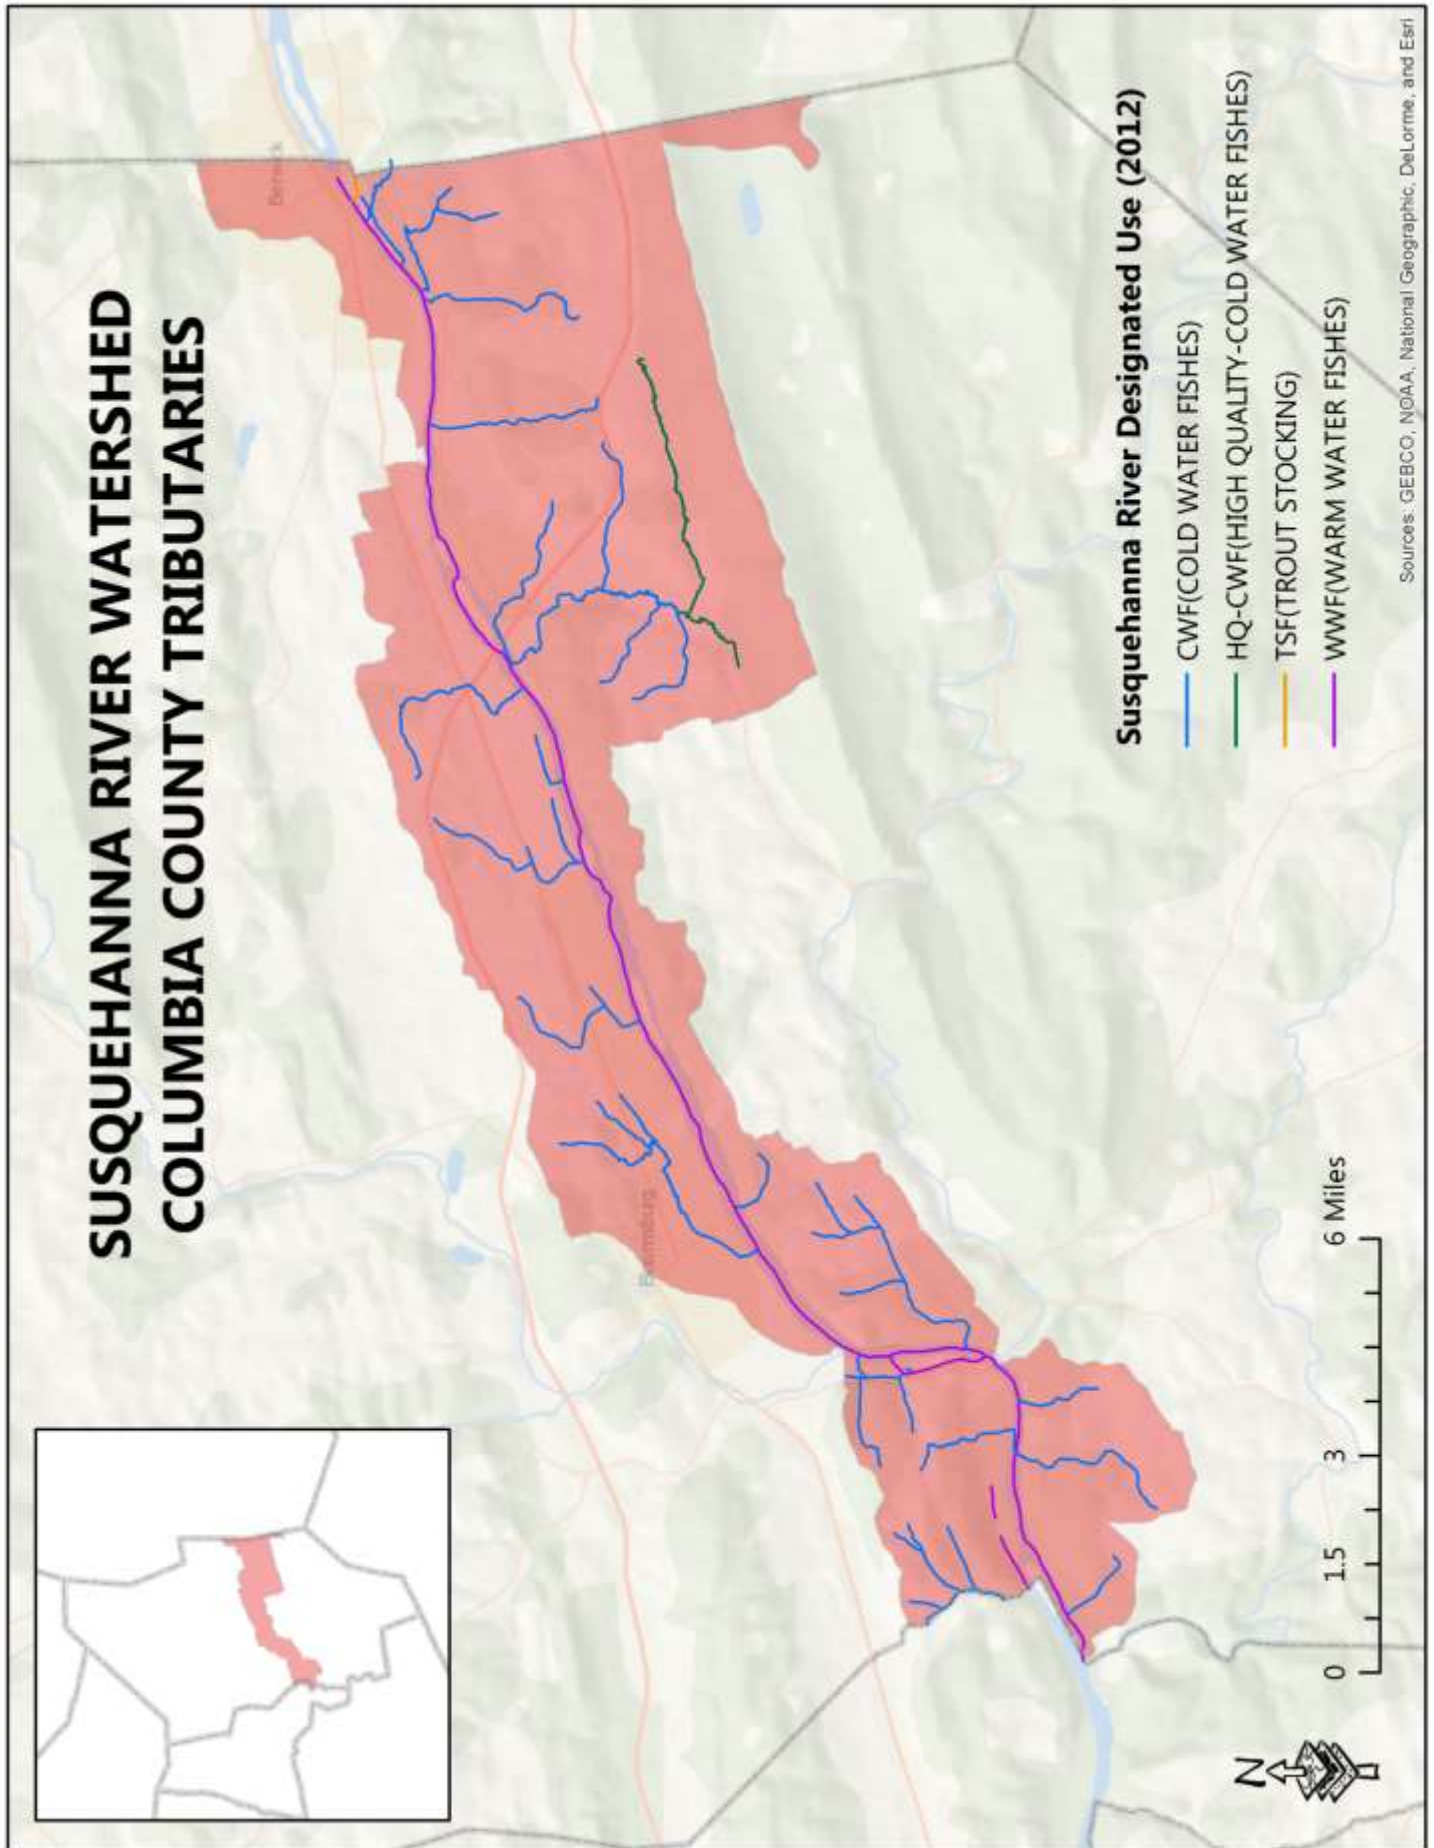 SUSQUEHANNA RIVER WATERSHED
COLUMBIA COUNTY TRIBUTARIES
Berwick
Susquehanna River Designated Use (2012)
CWF(COLD WATER FISHES)
HQ-CWF(HIGH QUALITY-COLD WATER FISHES)
TSF(TROUT STOCKING)
WWF(WARM WATER FISHES)
N
0 1.5 3 6 Miles
Sources: GEBCO, NOAA, National Geographic, DeLorme, and Esri